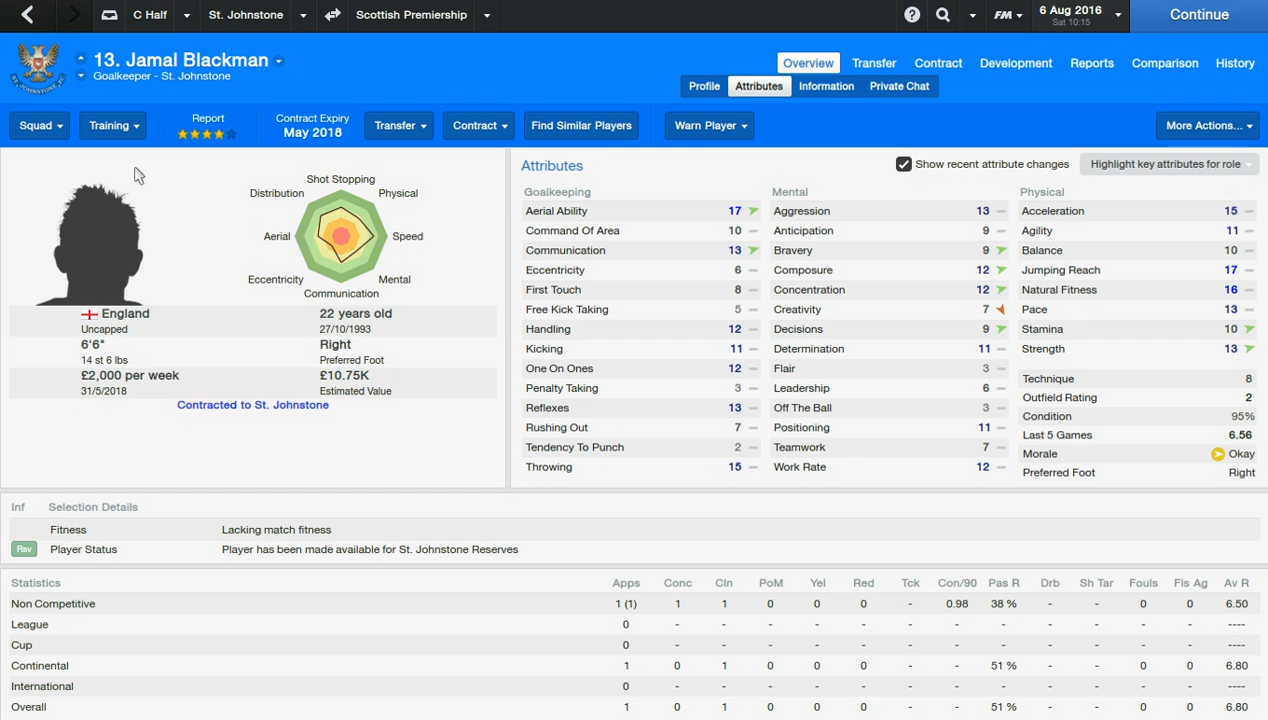 C Half St. Johnstone Scottish Premiership FM 6 Aug 2016 Continue
Sat 10:15
13. Jamal Blackman
Goalkeeper - St. Johnstone
Overview Transfer Contract Development Reports Comparison History
Profile Attributes Information Private Chat
Squad Training Report Contract Expiry May 2018 Transfer Contract Find Similar Players Warn Player More Actions...
Distribution Shot Stopping Physical
Aerial Speed
Eccentricity Mental
Communication
England 22 years old
Uncapped 27/10/1993
6'6" Right
14 st 6 lbs Preferred Foot
£2,000 per week £10.75K
31/5/2018 Estimated Value
Contracted to St. Johnstone
Attributes Show recent attribute changes Highlight key attributes for role
Goalkeeping Mental Physical
Aerial Ability 17 Aggression 13 Acceleration 15
Command Of Area 10 Anticipation 9 Agility 11
Communication 13 Bravery 9 Balance 10
Eccentricity 6 Composure 12 Jumping Reach 17
First Touch 8 Concentration 12 Natural Fitness 16
Free Kick Taking 5 Creativity 7 Pace 13
Handling 12 Decisions 9 Stamina 10
Kicking 11 Determination 11 Strength 13
One On Ones 12 Flair 3 Technique 8
Penalty Taking 3 Leadership 6 Outfield Rating 2
Reflexes 13 Off The Ball 3 Condition 95%
Rushing Out 7 Positioning 11 Last 5 Games 6.56
Tendency To Punch 2 Teamwork 7 Morale Okay
Throwing 15 Work Rate 12 Preferred Foot Right
Inf Selection Details
Fitness Lacking match fitness
Rav Player Status Player has been made available for St. Johnstone Reserves
Statistics Apps Conc Cln PoM Yel Red Tck Con/90 Pas R Drb Sh Tar Fouls Fls Ag Av R
Non Competitive 1 (1) 1 1 0 0 0 - 0.98 38 % - - 0 0 6.50
League 0 - - - - - - - - - - - - ----
Cup 0 - - - - - - - - - - - - ----
Continental 1 0 1 0 0 0 - - 51 % - - 0 0 6.80
International 0 - - - - - - - - - - - - ----
Overall 1 0 1 0 0 0 - - 51 % - - 0 0 6.80